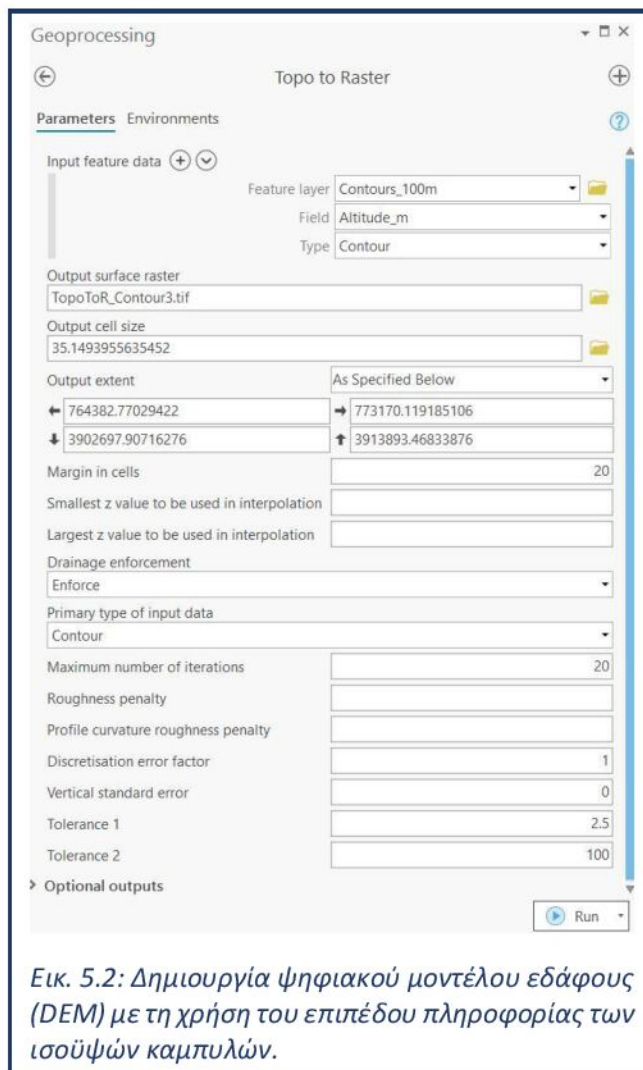 Geoprocessing
Topo to Raster
Parameters Environments
Input feature data
Feature layer Contours_100m
Field Altitude_m
Type Contour
Output surface raster
TopoToR_Contour3.tif
Output cell size
35.1493955635452
Output extent As Specified Below
764382.77029422 773170.119185106
3902697.90716276 3913893.46833876
Margin in cells 20
Smallest z value to be used in interpolation
Largest z value to be used in interpolation
Drainage enforcement
Enforce
Primary type of input data
Contour
Maximum number of iterations 20
Roughness penalty
Profile curvature roughness penalty
Discretisation error factor 1
Vertical standard error 0
Tolerance 1 2.5
Tolerance 2 100
Optional outputs
Run
Εικ. 5.2: Δημιουργία ψηφιακού μοντέλου εδάφους
(DEM) με τη χρήση του επιπέδου πληροφορίας των
ισοϋψών καμπυλών.